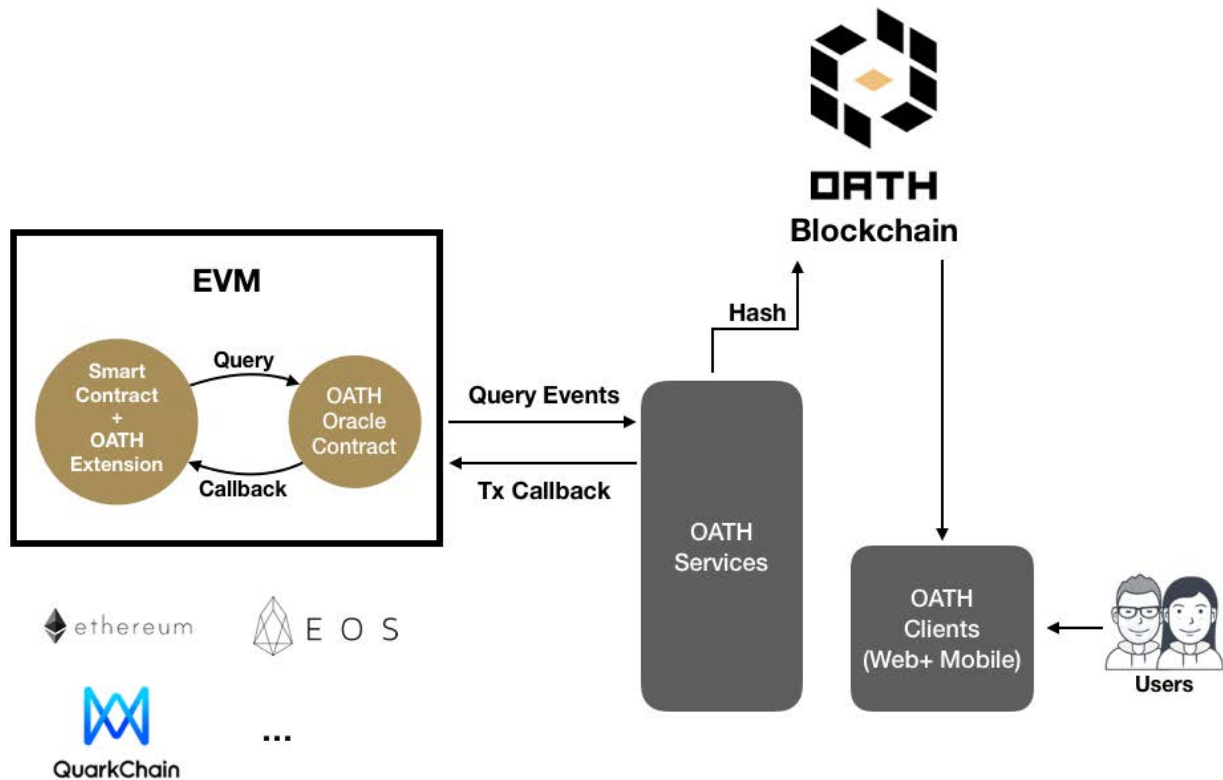 OATH
Blockchain
EVM
Hash
Query
Smart
Contract
+
OATH
Extension
OATH
Oracle
Contract
Callback
Query Events
Tx Callback
OATH
Services
OATH
Clients
(Web+ Mobile)
Users
ethereum
EOS
QuarkChain
...